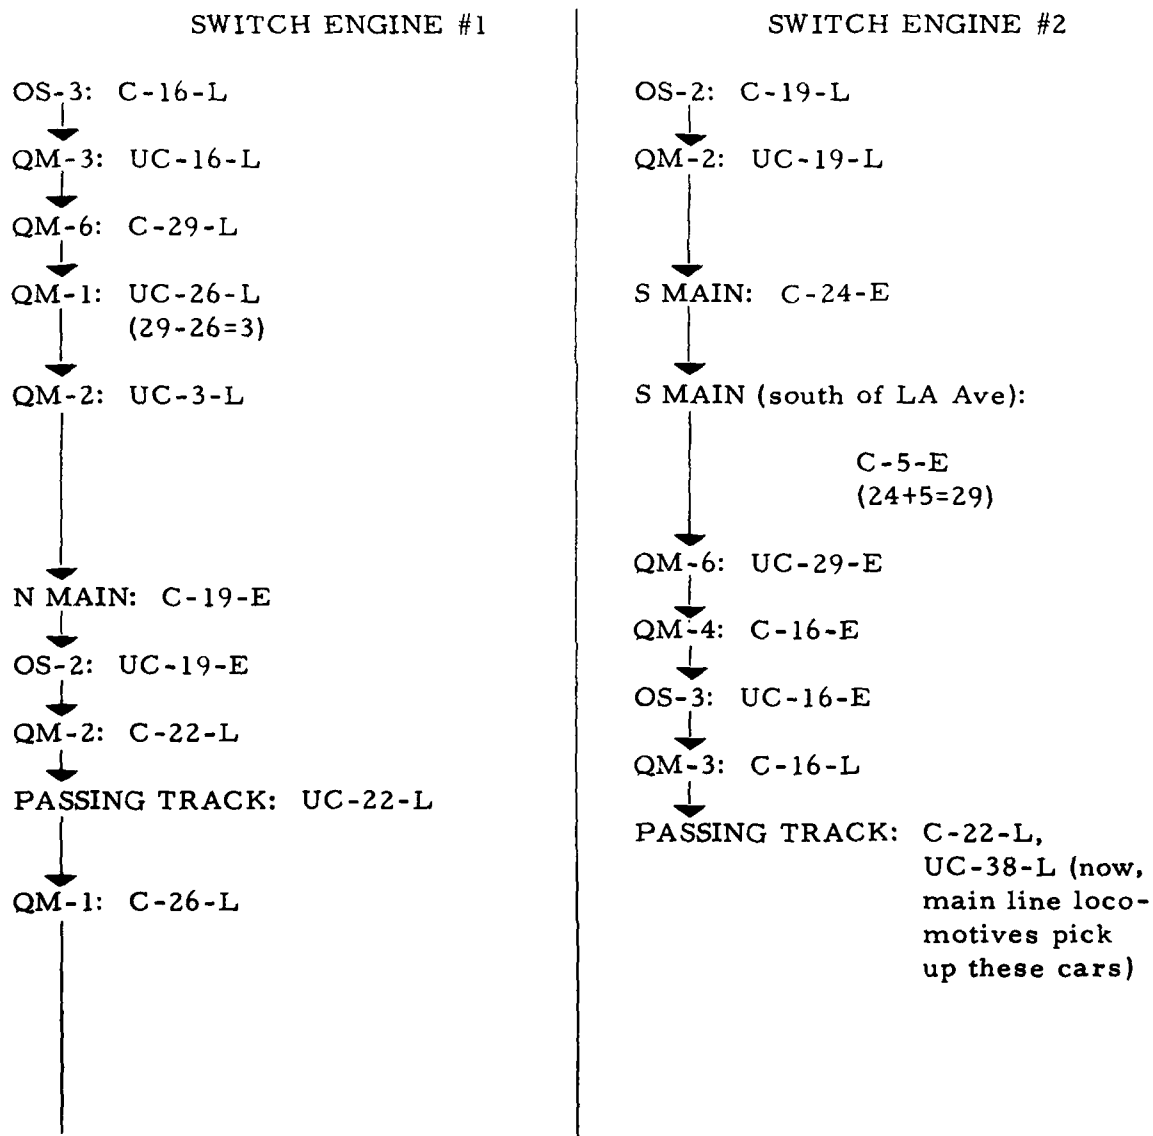 SWITCH ENGINE #1
OS-3: C-16-L
QM-3: UC-16-L
QM-6: C-29-L
QM-1: UC-26-L
(29-26=3)
QM-2: UC-3-L
N MAIN: C-19-E
OS-2: UC-19-E
QM-2: C-22-L
PASSING TRACK: UC-22-L
QM-1: C-26-L
SWITCH ENGINE #2
OS-2: C-19-L
QM-2: UC-19-L
S MAIN: C-24-E
S MAIN (south of LA Ave):
C-5-E
(24+5=29)
QM-6: UC-29-E
QM-4: C-16-E
OS-3: UC-16-E
QM-3: C-16-L
PASSING TRACK: C-22-L,
UC-38-L (now,
main line loco-
motives pick
up these cars)